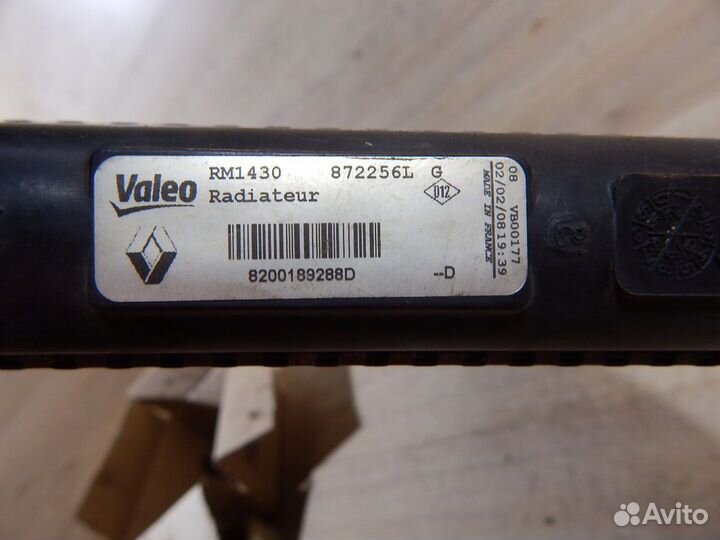 Valeo
RM1430 872256L G
Radiateur
D12
8200189288D --D
MADE IN FRANCE
08 VB00177
02/02/08 19:39
Avito